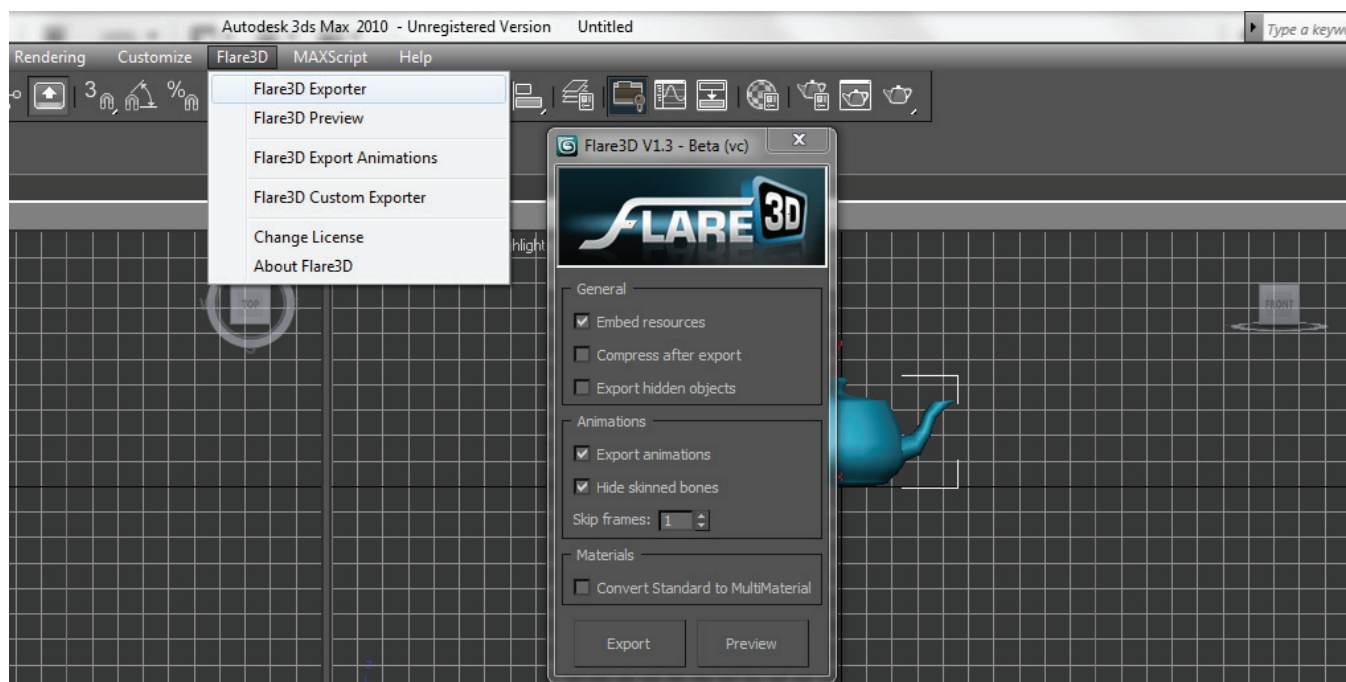 Autodesk 3ds Max 2010 - Unregistered Version Untitled
Type a keyw
Rendering Customize Flare3D MAXScript Help
3 %
Flare3D Exporter
Flare3D Preview
Flare3D Export Animations
Flare3D Custom Exporter
Change License
About Flare3D
hlight
TOP
S
Flare3D V1.3 - Beta (vc)
FLARE 3D
General
Embed resources
Compress after export
Export hidden objects
Animations
Export animations
Hide skinned bones
Skip frames: 1
Materials
Convert Standard to MultiMaterial
Export Preview
FRONT